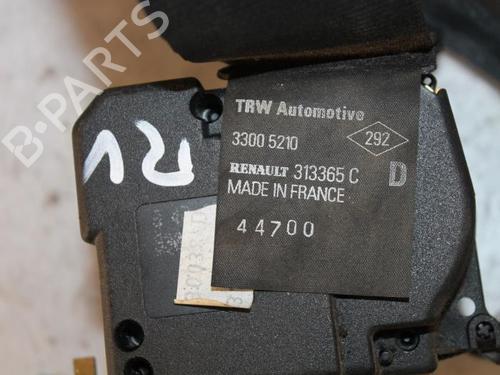 B-PARTS
TRW Automotive
3300 5210
292
RENAULT 313365 C
D
MADE IN FRANCE
44700